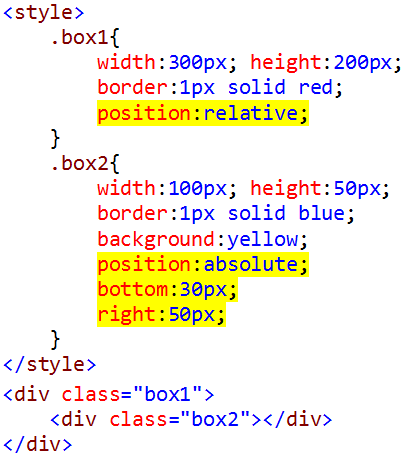 <style>
    .box1{
        width:300px; height:200px;
        border:1px solid red;
        position:relative;
    }
    .box2{
        width:100px; height:50px;
        border:1px solid blue;
        background:yellow;
        position:absolute;
        bottom:30px;
        right:50px;
    }
</style>
<div class="box1">
    <div class="box2"></div>
</div>